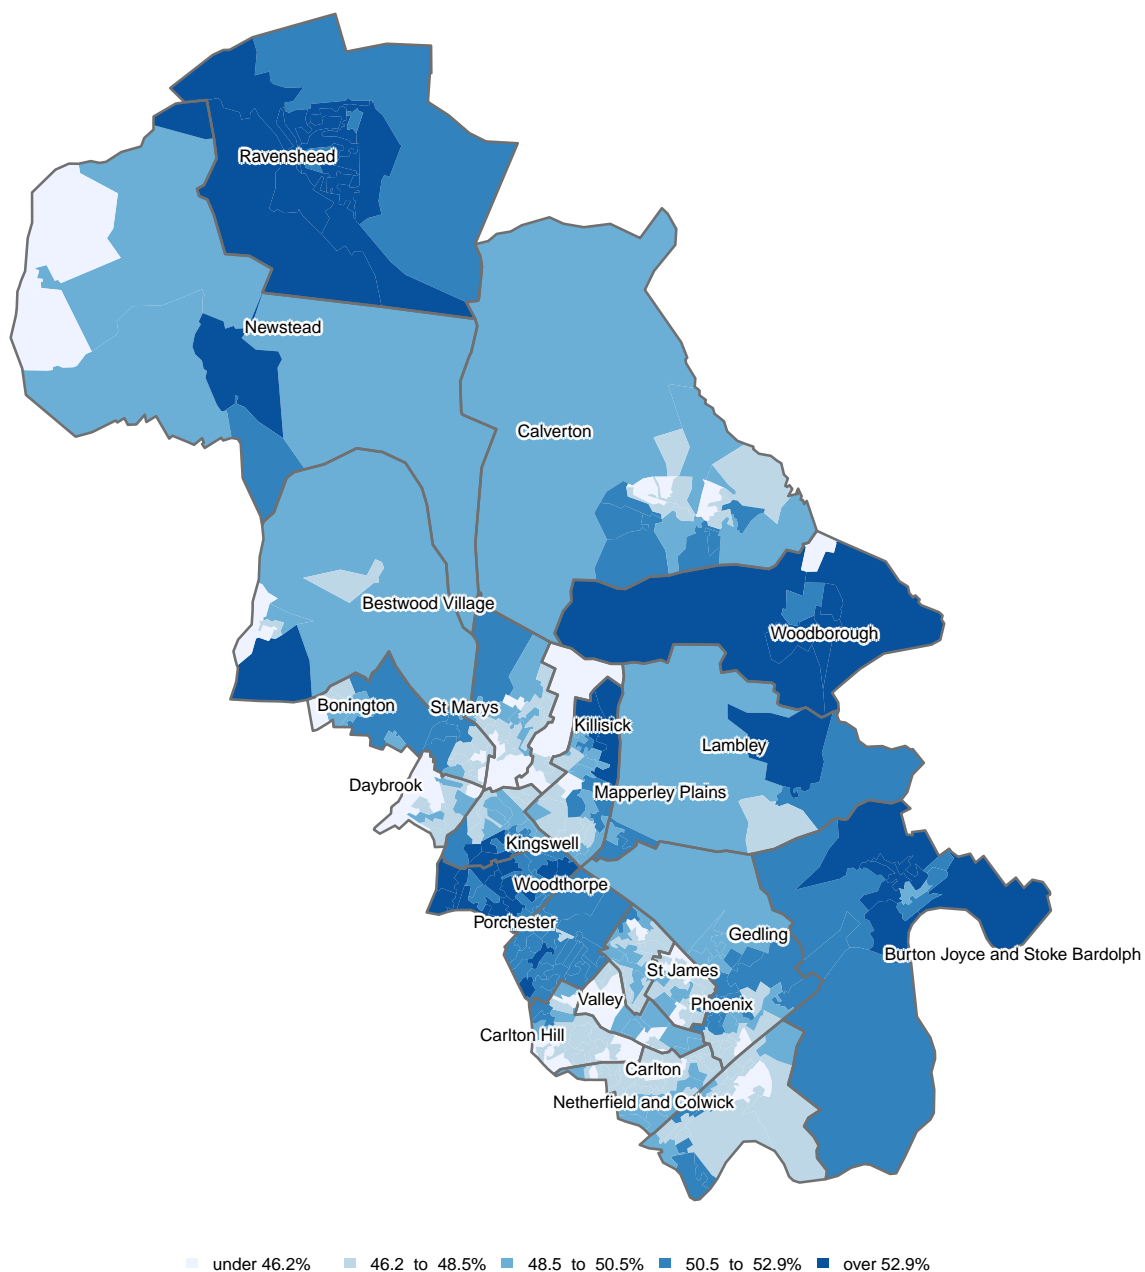 Ravenshead
Newstead
Calverton
Bestwood Village
Woodborough
Bonington
St Marys
Killisick
Lambley
Daybrook
Mapperley Plains
Kingswell
Woodthorpe
Porchester
Gedling
Burton Joyce and Stoke Bardolph
St James
Valley
Phoenix
Carlton Hill
Carlton
Netherfield and Colwick
under 46.2% 46.2 to 48.5% 48.5 to 50.5% 50.5 to 52.9% over 52.9%